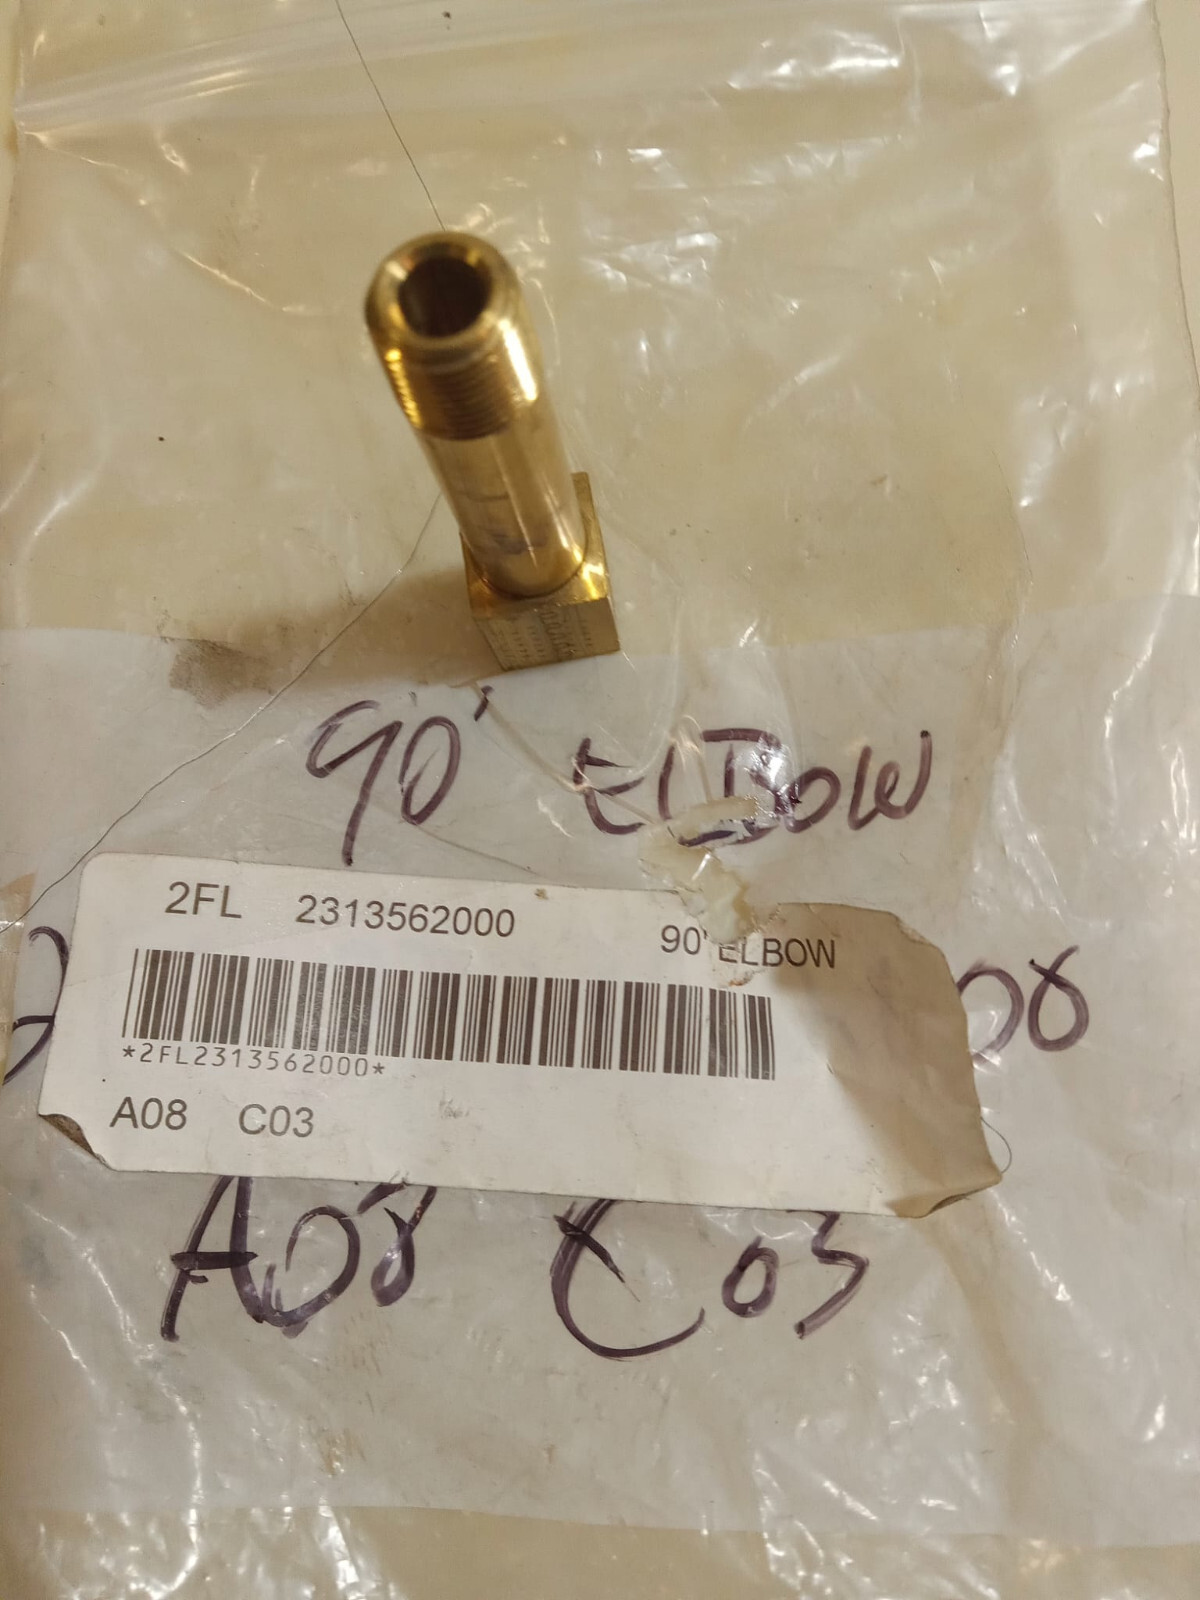 90' ELBOW
2FL 2313562000 90' ELBOW
*2FL2313562000*
A08 C03
A08 C03